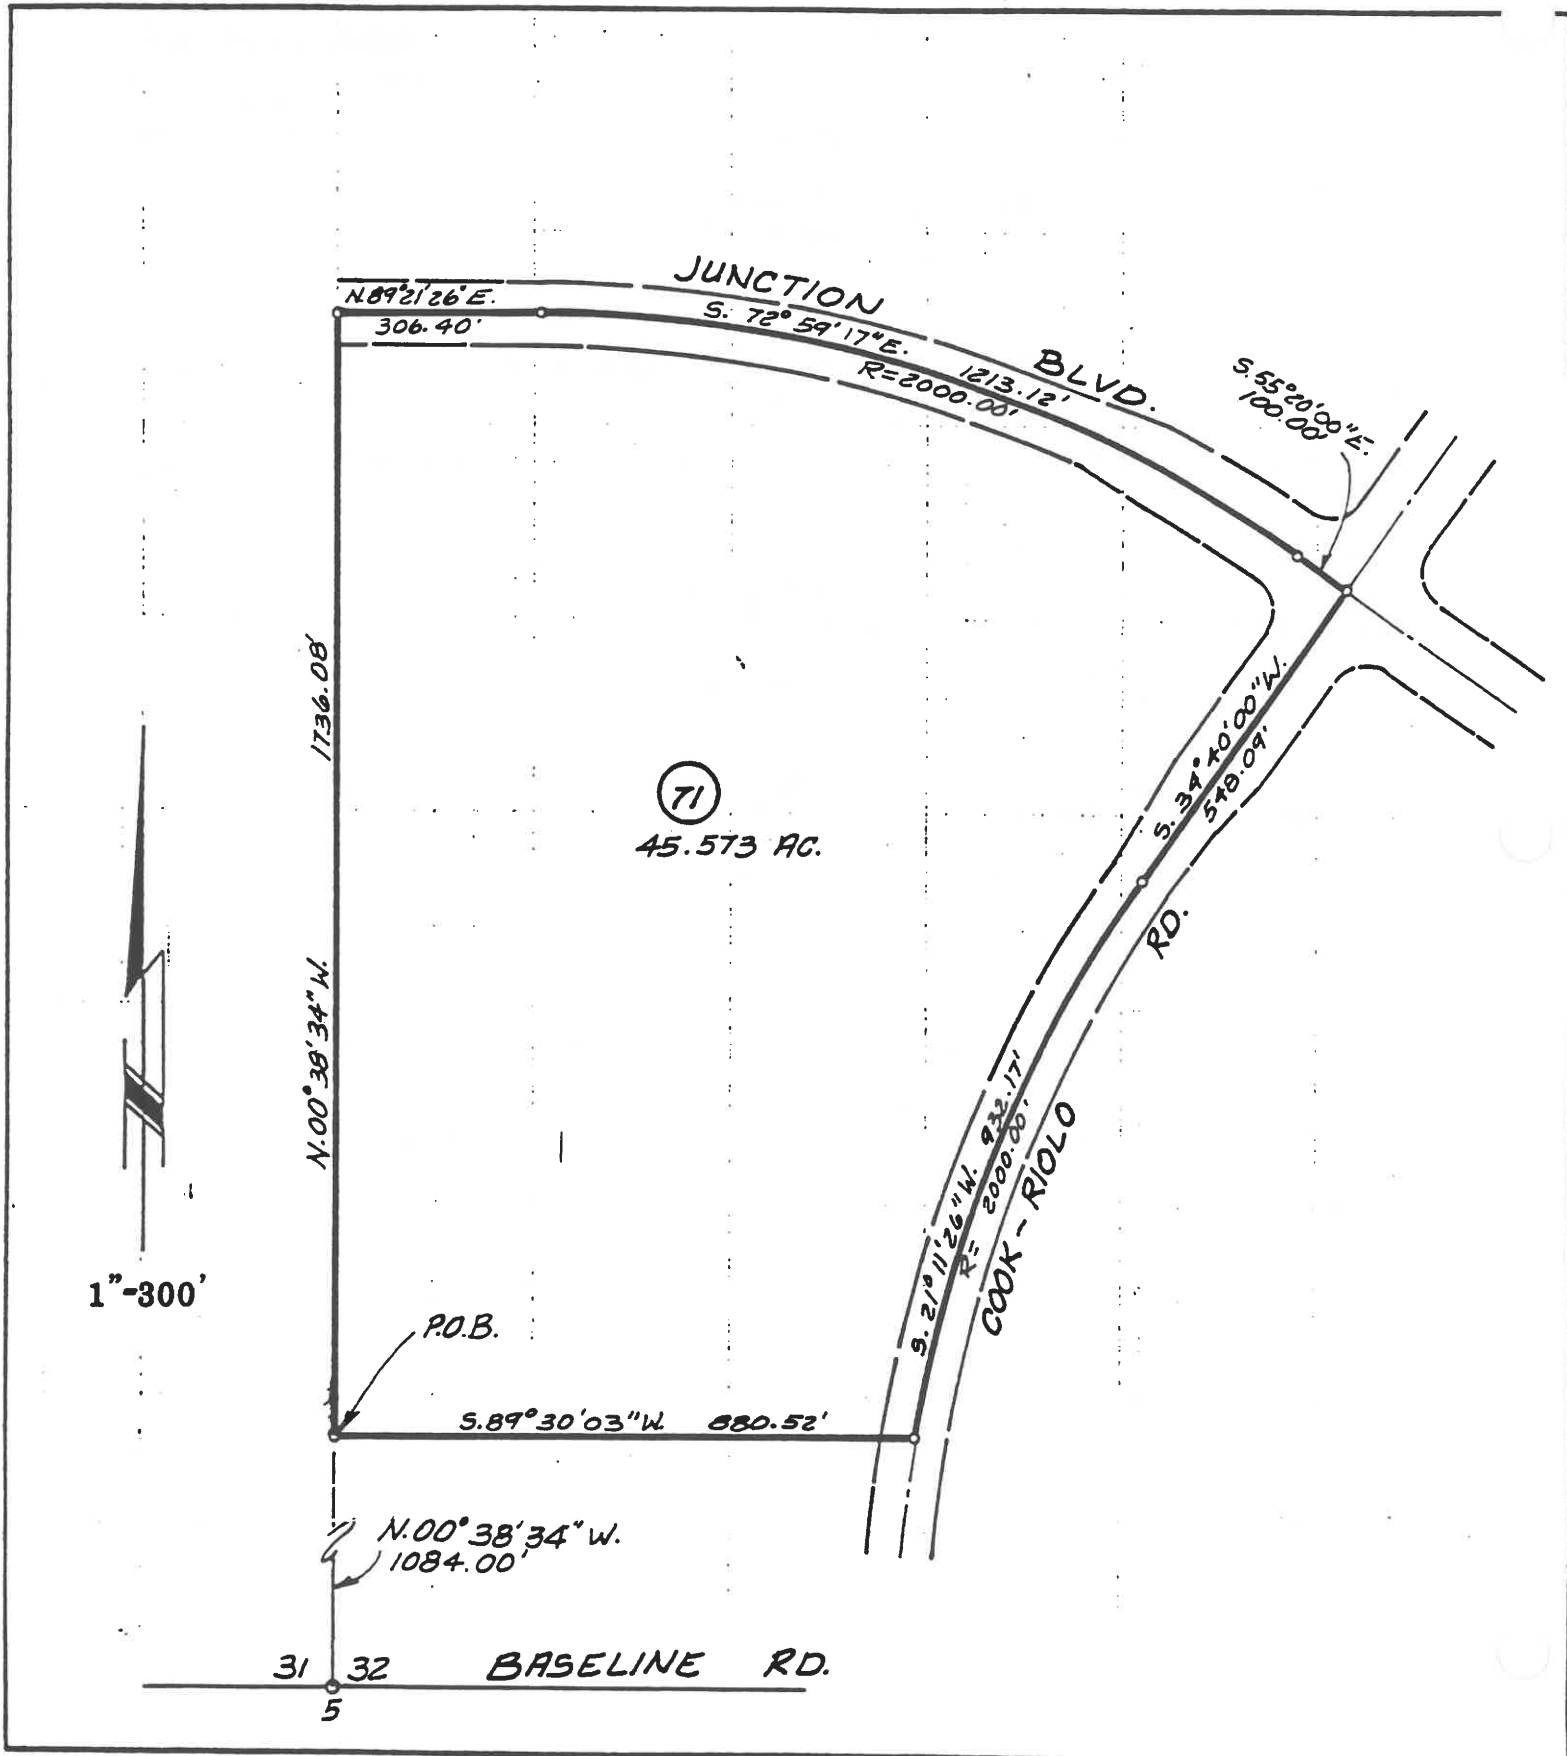 JUNCTION BLVD.
N.89°21'26"E.
306.40'
S. 72°59'17"E. 1213.12'
R=2000.00'
S.55°20'00"E.
100.00'
1736.08'
N.00°38'34"W.
71
45.573 AC.
S. 34°40'00"W.
548.09'
S. 21°11'26"W. 932.17'
R= 2000.00'
COOK-RIOLO RD.
1"-300'
P.O.B.
S.89°30'03"W. 880.52'
N.00°38'34"W.
1084.00'
31 32 BASELINE RD.
5